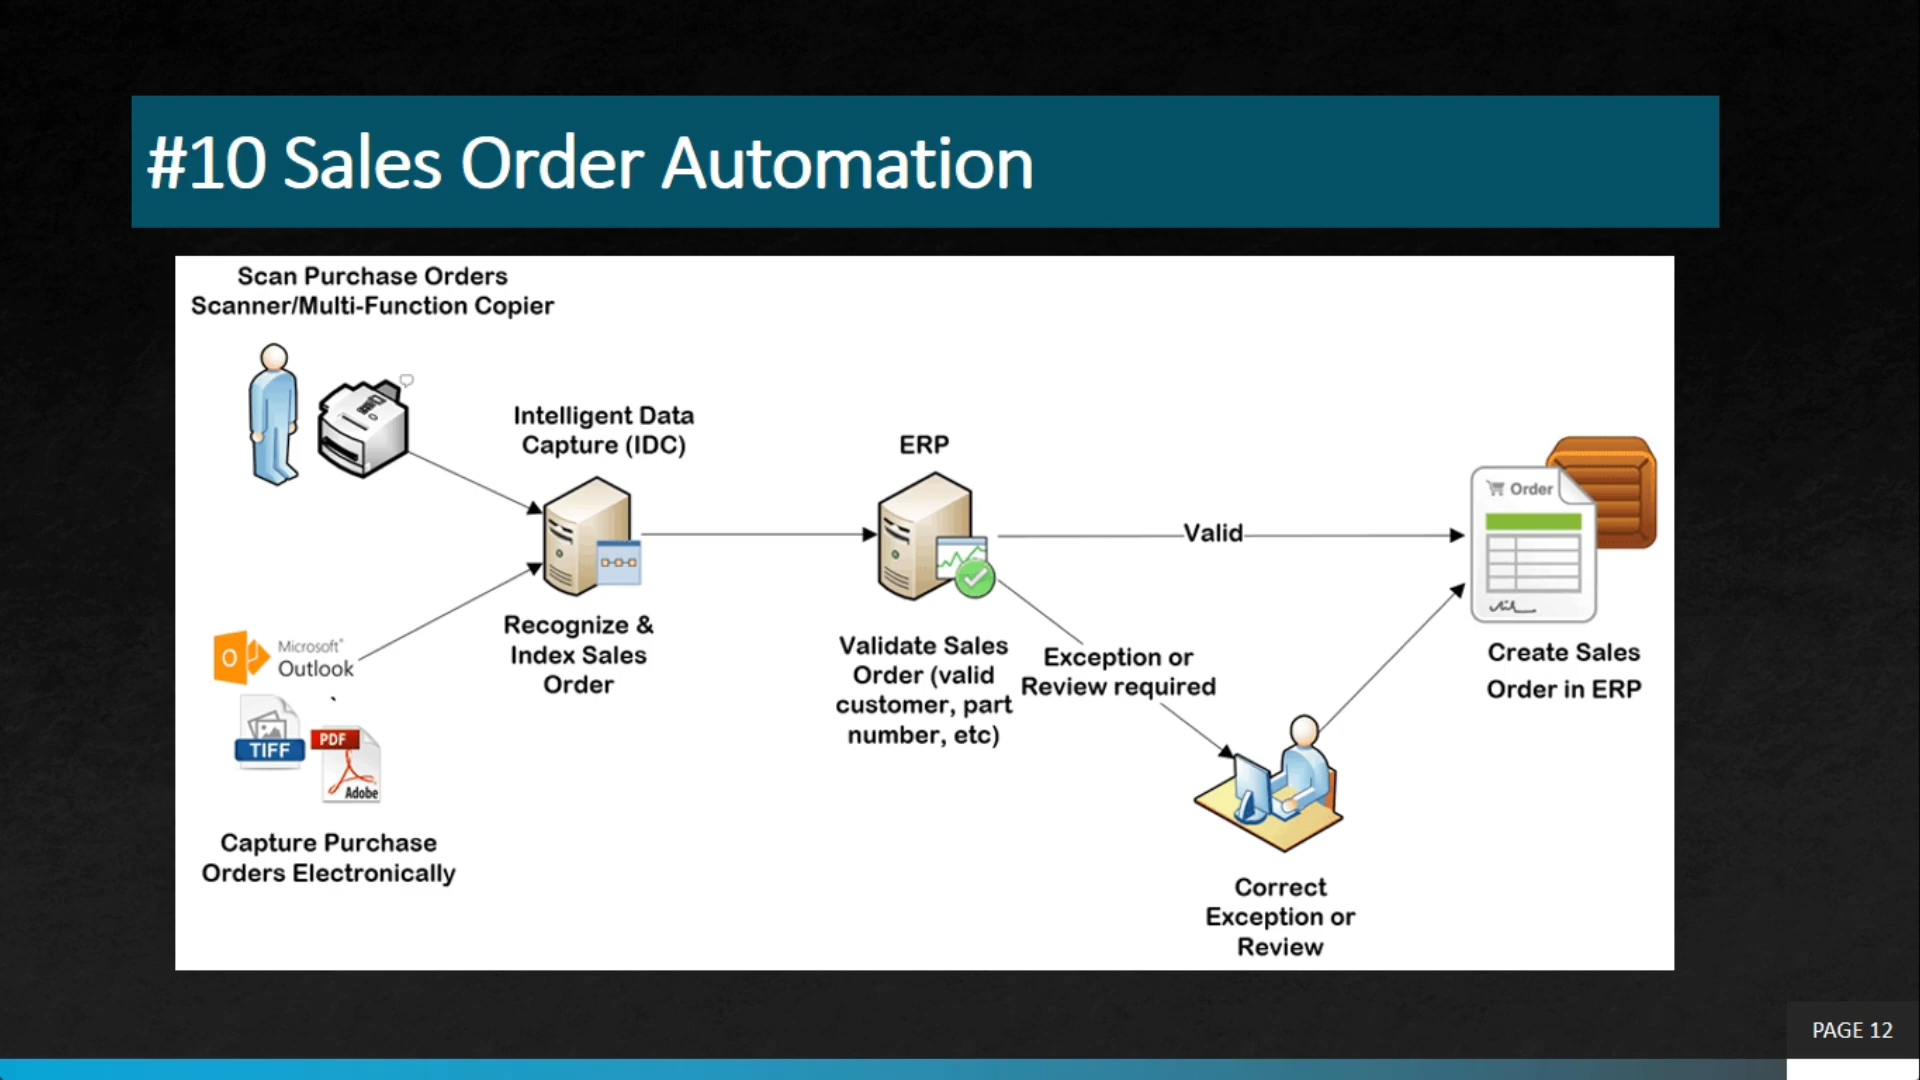 #10 Sales Order Automation
Scan Purchase Orders
Scanner/Multi-Function Copier
Intelligent Data
Capture (IDC)
Recognize &
Index Sales
Order
Microsoft®
Outlook
TIFF
PDF
Adobe
Capture Purchase
Orders Electronically
ERP
Validate Sales
Order (valid
customer, part
number, etc)
Valid
Exception or
Review required
Correct
Exception or
Review
Order
Create Sales
Order in ERP
PAGE 12